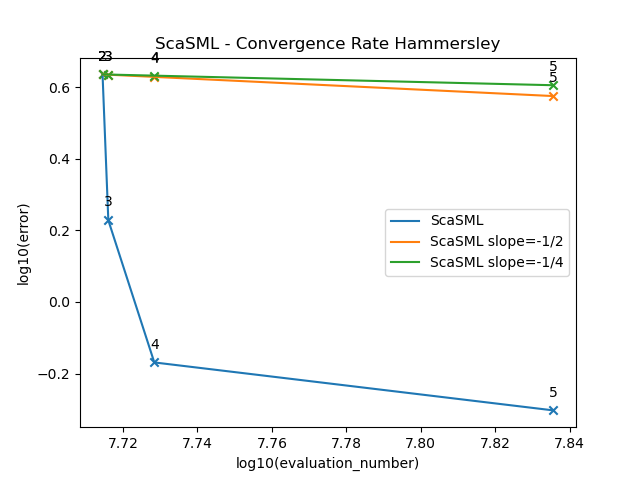 ScaSML - Convergence Rate Hammersley
2 3 4 5
5
3
4
5
0.6
0.4
0.2
0.0
−0.2
log10(error)
ScaSML
ScaSML slope=-1/2
ScaSML slope=-1/4
7.72 7.74 7.76 7.78 7.80 7.82 7.84
log10(evaluation_number)